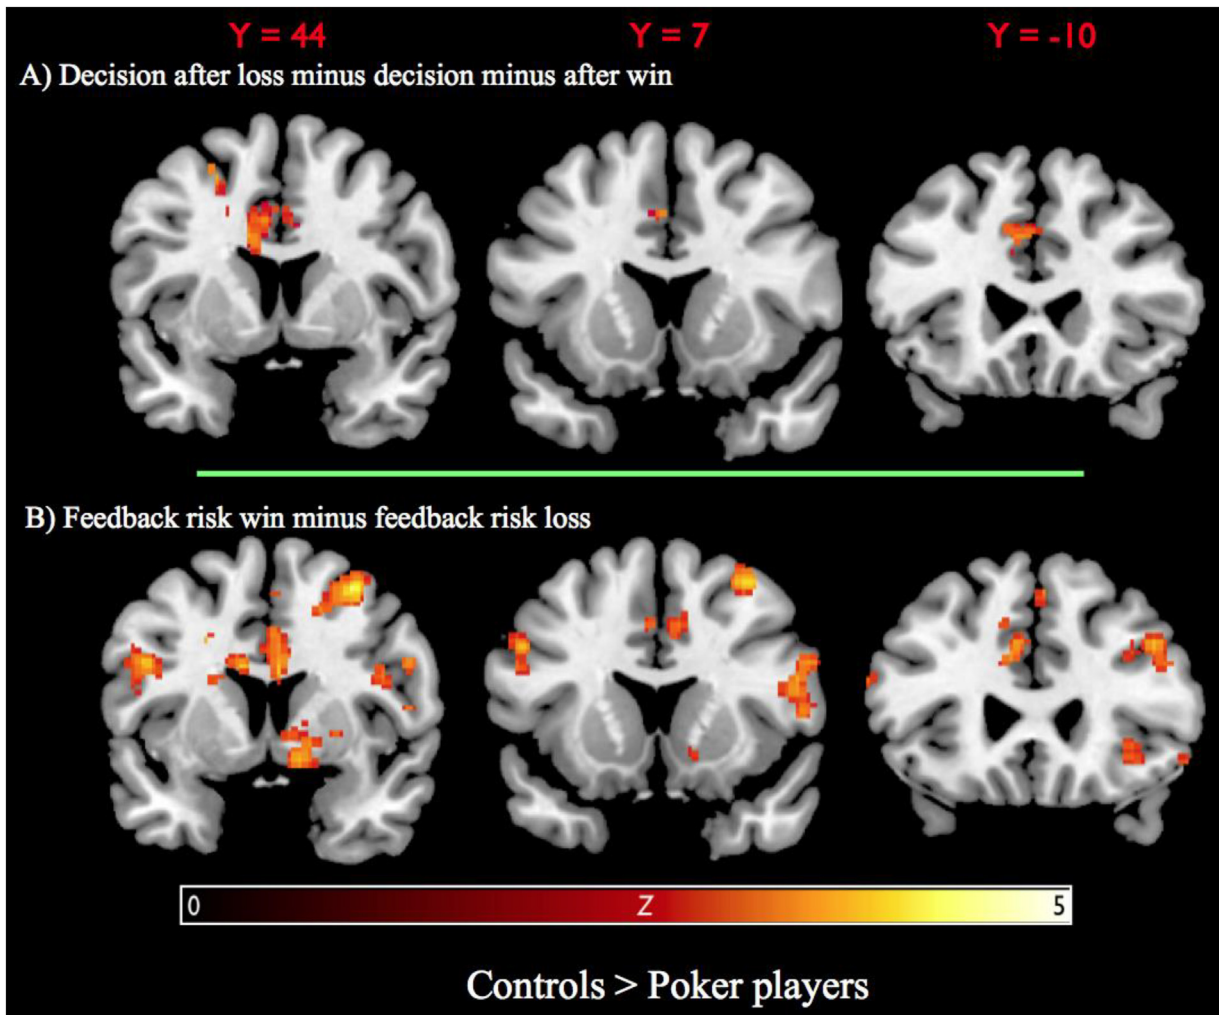 Y = 44 Y = 7 Y = -10
A) Decision after loss minus decision minus after win
B) Feedback risk win minus feedback risk loss
0 Z 5
Controls > Poker players